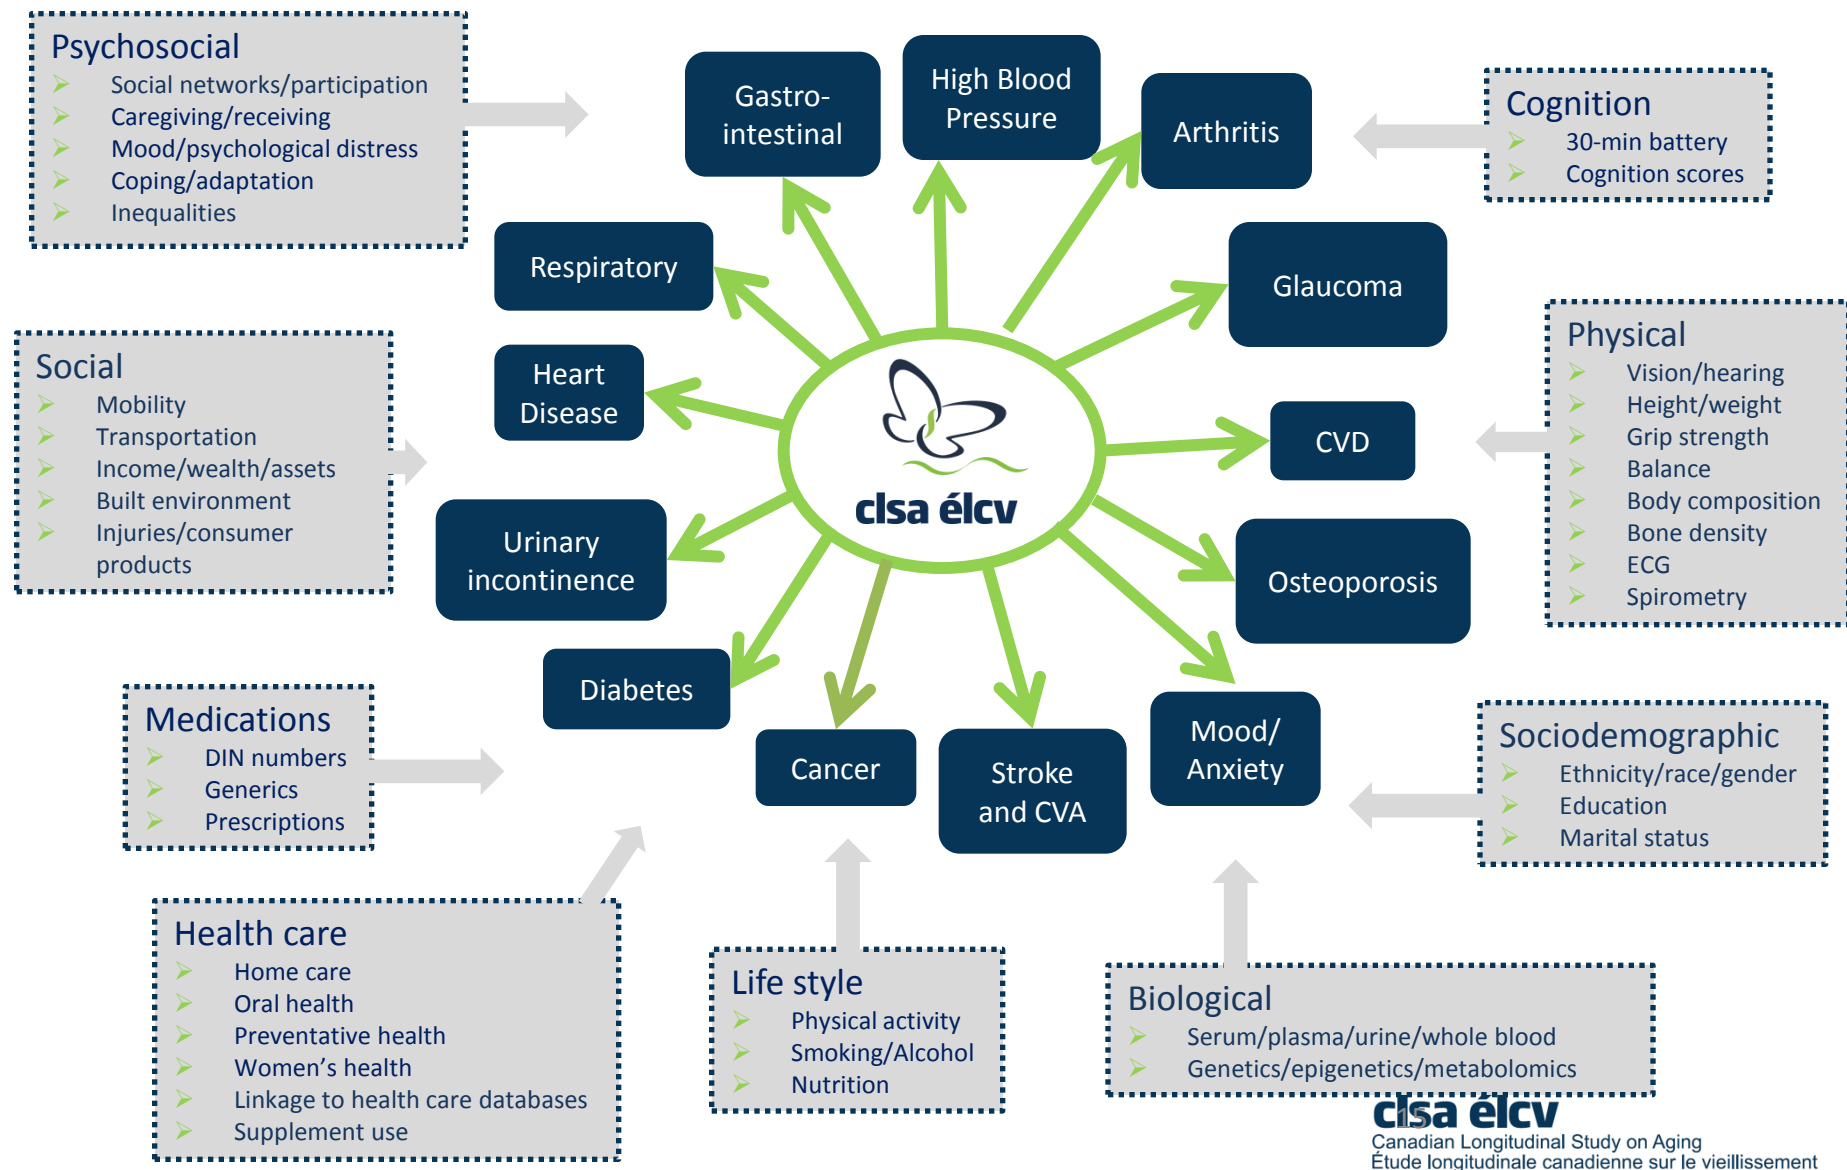 Psychosocial
Social networks/participation
Caregiving/receiving
Mood/psychological distress
Coping/adaptation
Inequalities
Gastro-
intestinal
High Blood
Pressure
Arthritis
Cognition
30-min battery
Cognition scores
Respiratory
Glaucoma
Social
Mobility
Transportation
Income/wealth/assets
Built environment
Injuries/consumer
products
Heart
Disease
clsa élcv
CVD
Physical
Vision/hearing
Height/weight
Grip strength
Balance
Body composition
Bone density
ECG
Spirometry
Urinary
incontinence
Osteoporosis
Diabetes
Cancer
Stroke
and CVA
Mood/
Anxiety
Medications
DIN numbers
Generics
Prescriptions
Sociodemographic
Ethnicity/race/gender
Education
Marital status
Health care
Home care
Oral health
Preventative health
Women's health
Linkage to health care databases
Supplement use
Life style
Physical activity
Smoking/Alcohol
Nutrition
Biological
Serum/plasma/urine/whole blood
Genetics/epigenetics/metabolomics
clsa élcv
15
Canadian Longitudinal Study on Aging
Étude longitudinale canadienne sur le vieillissement